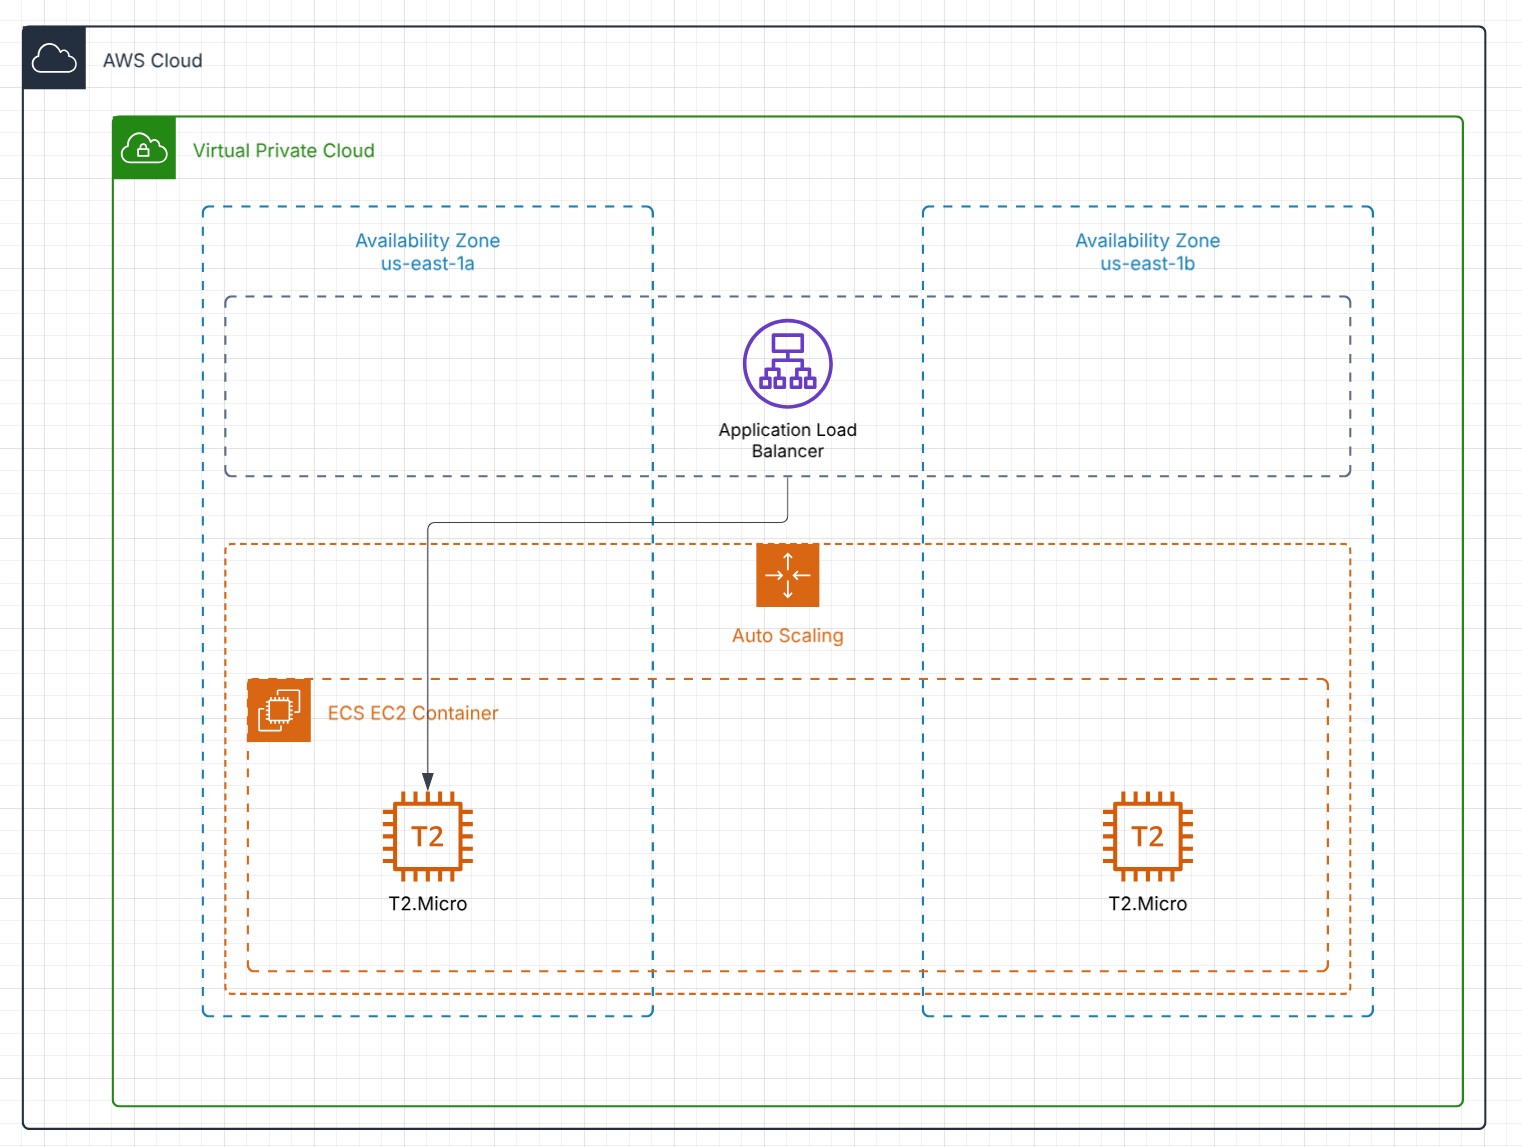 AWS Cloud
Virtual Private Cloud
Availability Zone
us-east-1a
Availability Zone
us-east-1b
Application Load
Balancer
Auto Scaling
ECS EC2 Container
T2
T2.Micro
T2
T2.Micro